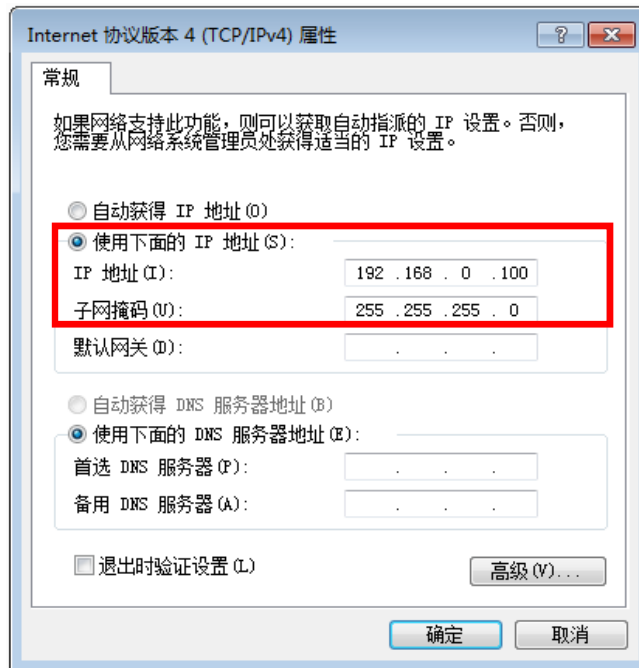 Internet 协议版本 4 (TCP/IPv4) 属性
常规
如果网络支持此功能，则可以获取自动指派的 IP 设置。否则，
您需要从网络系统管理员处获得适当的 IP 设置。
自动获得 IP 地址(O)
使用下面的 IP 地址(S):
IP 地址(I): 192 .168 . 0 .100
子网掩码(U): 255 .255 .255 . 0
默认网关(D): . . .
自动获得 DNS 服务器地址(B)
使用下面的 DNS 服务器地址(E):
首选 DNS 服务器(P): . . .
备用 DNS 服务器(A): . . .
退出时验证设置(L)
高级(V)...
确定 取消